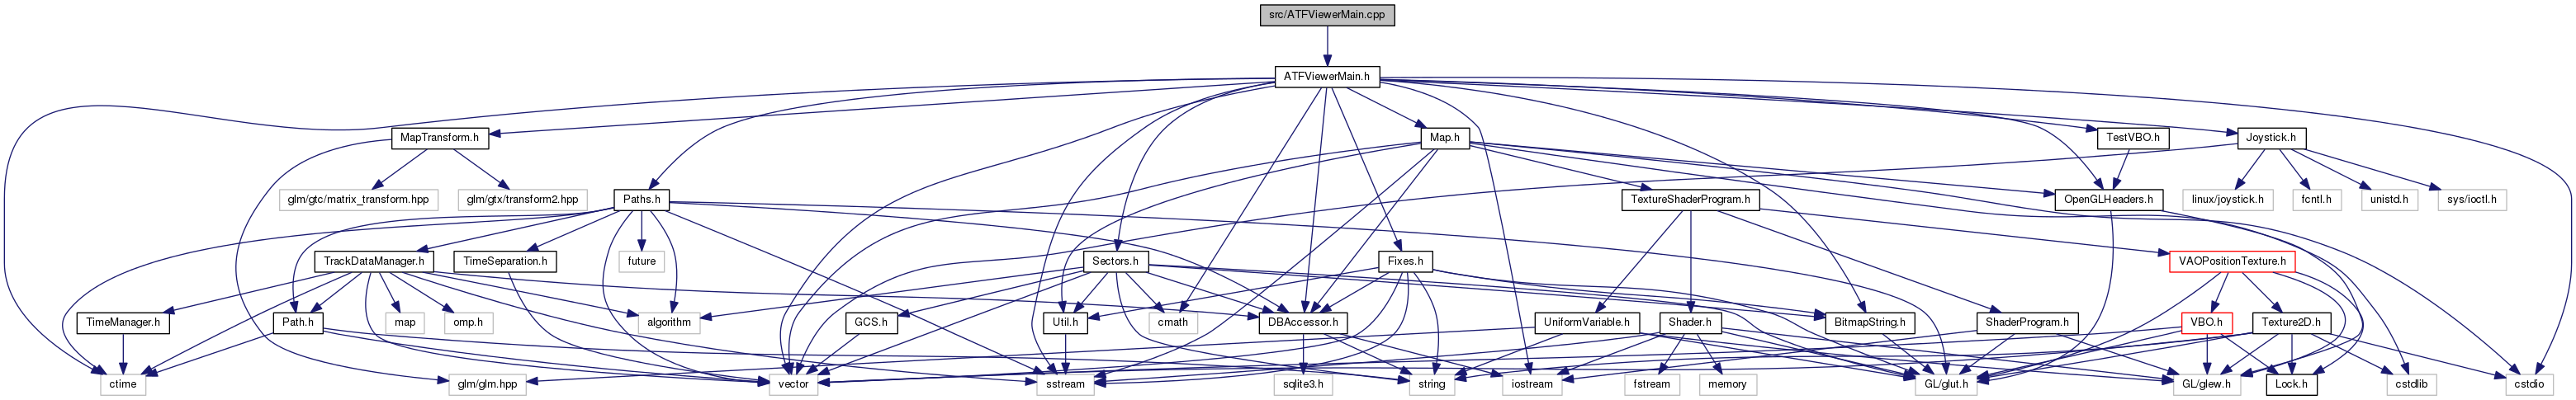 src/ATFViewerMain.cpp
ATFViewerMain.h
MapTransform.h
Map.h
TestVBO.h
Joystick.h
glm/gtc/matrix_transform.hpp
glm/gtx/transform2.hpp
Paths.h
TextureShaderProgram.h
OpenGLHeaders.h
linux/joystick.h
fcntl.h
unistd.h
sys/ioctl.h
TrackDataManager.h
TimeSeparation.h
future
Sectors.h
Fixes.h
VAOPositionTexture.h
TimeManager.h
Path.h
map
omp.h
algorithm
GCS.h
Util.h
cmath
DBAccessor.h
UniformVariable.h
Shader.h
BitmapString.h
ShaderProgram.h
VBO.h
Texture2D.h
ctime
glm/glm.hpp
vector
sstream
sqlite3.h
string
iostream
fstream
memory
GL/glut.h
GL/glew.h
Lock.h
cstdlib
cstdio